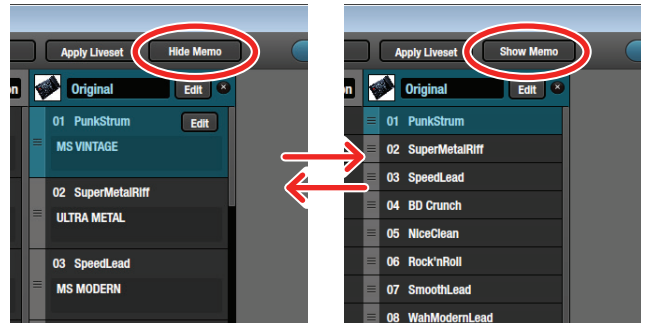 Apply Liveset Hide Memo
Original Edit
01 PunkStrum Edit
MS VINTAGE
02 SuperMetalRiff
ULTRA METAL
03 SpeedLead
MS MODERN
Apply Liveset Show Memo
Original Edit
01 PunkStrum
02 SuperMetalRiff
03 SpeedLead
04 BD Crunch
05 NiceClean
06 Rock'nRoll
07 SmoothLead
08 WahModernLead